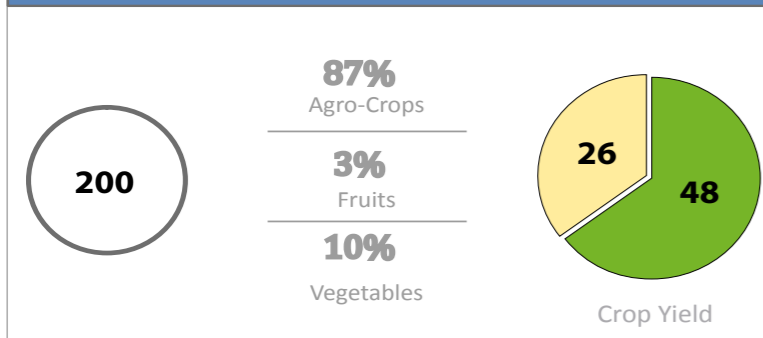 200
87%
Agro-Crops
3%
Fruits
10%
Vegetables
26
48
Crop Yield